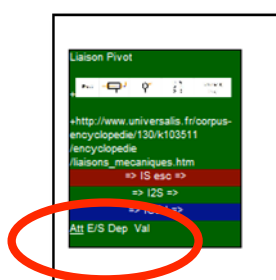 Liaison Pivot
+
+http://www.universalis.fr/corpus-
encyclopedie/130/k103511
/encyclopedie
/liaisons_mecaniques.htm
=> IS esc =>
=> I2S =>
Att E/S Dep Val